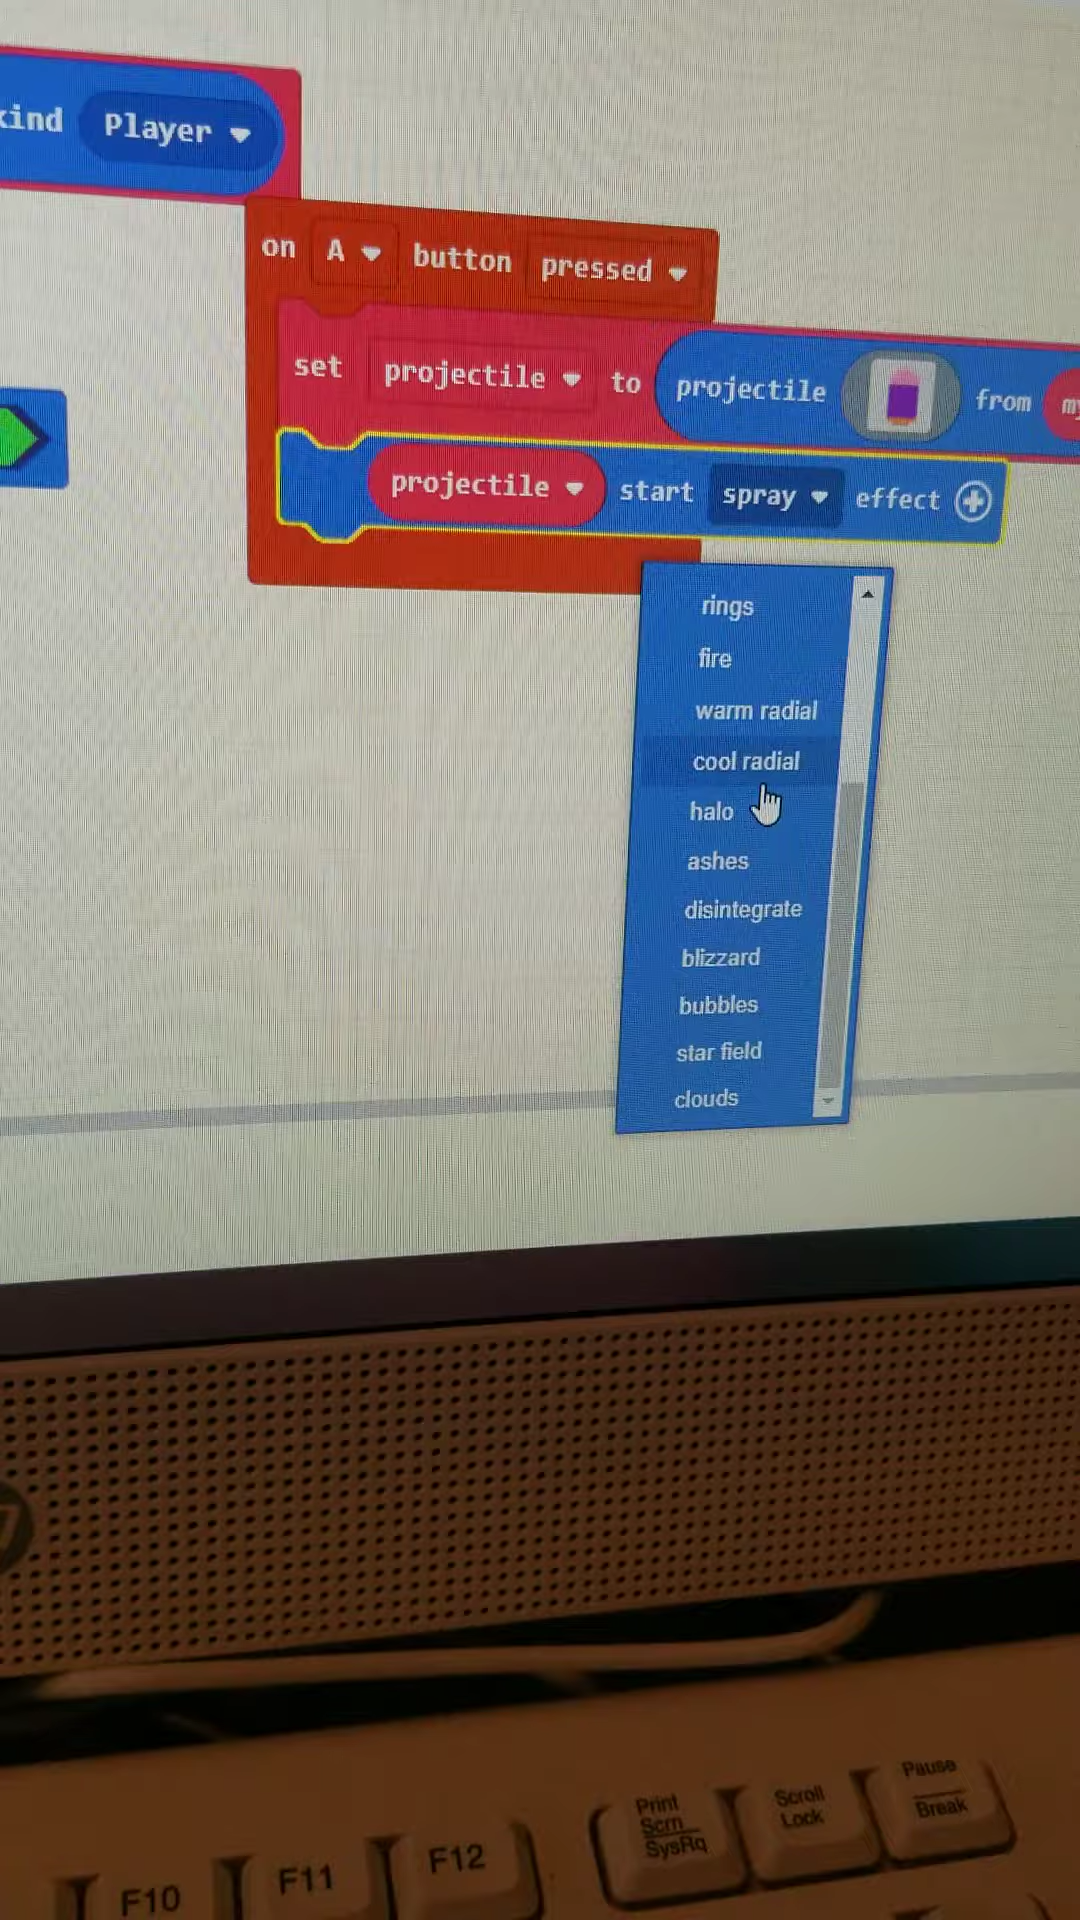 kind Player
on A button pressed
set projectile to projectile from my
projectile start spray effect
rings
fire
warm radial
cool radial
halo
ashes
disintegrate
blizzard
bubbles
star field
clouds
Print
Scrn
SysRq
Scroll
Lock
Pause
Break
F10
F11
F12